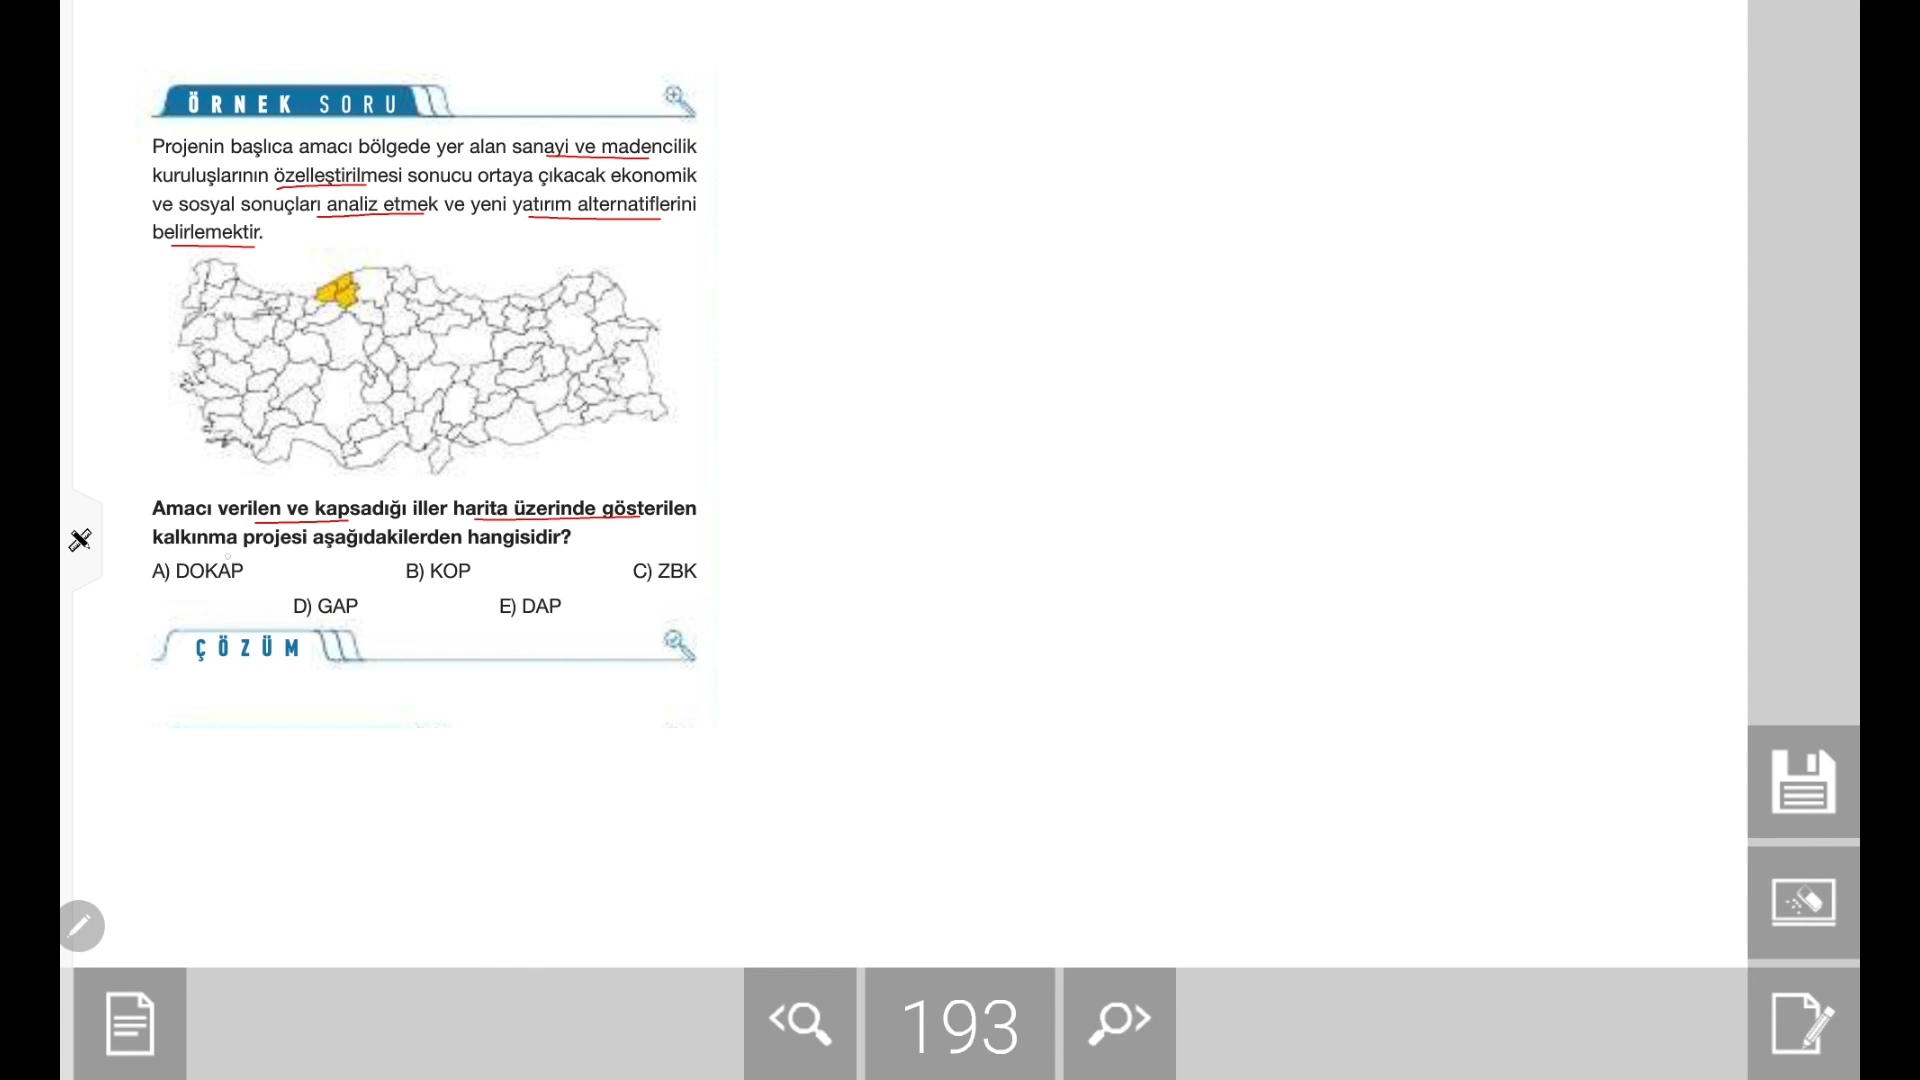 ÖRNEK SORU
Projenin başlıca amacı bölgede yer alan sanayi ve madencilik
kuruluşlarının özelleştirilmesi sonucu ortaya çıkacak ekonomik
ve sosyal sonuçları analiz etmek ve yeni yatırım alternatiflerini
belirlemektir.
Amacı verilen ve kapsadığı iller harita üzerinde gösterilen
kalkınma projesi aşağıdakilerden hangisidir?
A) DOKAP B) KOP C) ZBK
D) GAP E) DAP
ÇÖZÜM
193